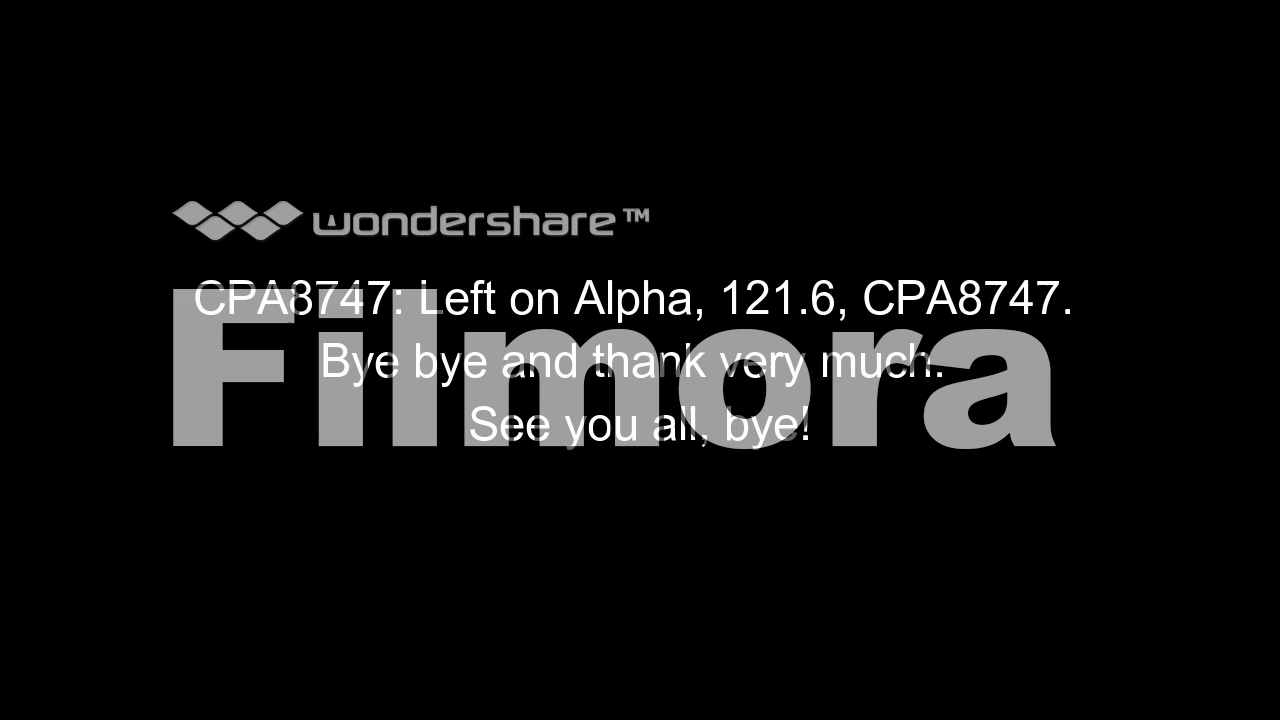 wondershare™
CPA8747: Left on Alpha, 121.6, CPA8747.
Filmora
Bye bye and thank very much.
See you all, bye!